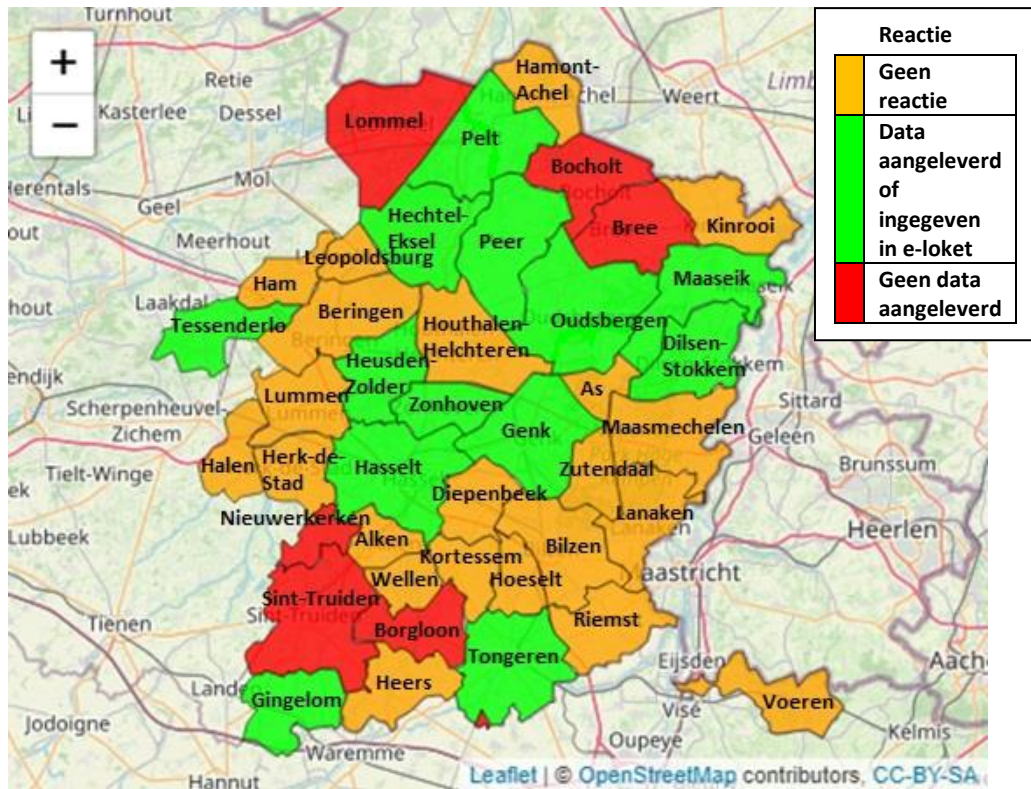 Turnhout
+
−
Reactie
Geen
reactie
Data
aangeleverd
of
ingegeven
in e-loket
Geen data
aangeleverd
Hamont-
Achel
Retie
Kasterlee
Dessel
Weert
Lommel
Pelt
Mol
Herentals
Geel
Bocholt
Bree
Kinrooi
Hechtel-
Eksel
Peer
Meerhout
Leopoldsburg
Ham
Maaseik
Laakdal
Tessenderlo
Beringen
Houthalen-
Helchteren
Oudsbergen
Dilsen-
Stokkem
Heusden-
Zolder
As
Lummen
Zonhoven
Sittard
Scherpenheuvel-
Zichem
Genk
Maasmechelen
Geleen
Tielt-Winge
Halen
Herk-de-
Stad
Hasselt
Zutendaal
Brunssum
Diepenbeek
Lanaken
Nieuwerkerken
Heerlen
Lubbeek
Alken
Kortessem
Bilzen
Wellen
Hoeselt
Maastricht
Sint-Truiden
Sint-Truiden
Tienen
Borgloon
Riemst
Tongeren
Eijsden
Heers
Gingelom
Voeren
Visé
Jodoigne
Kelmis
Waremme
Oupeye
Hannut
Leaflet | © OpenStreetMap contributors, CC-BY-SA